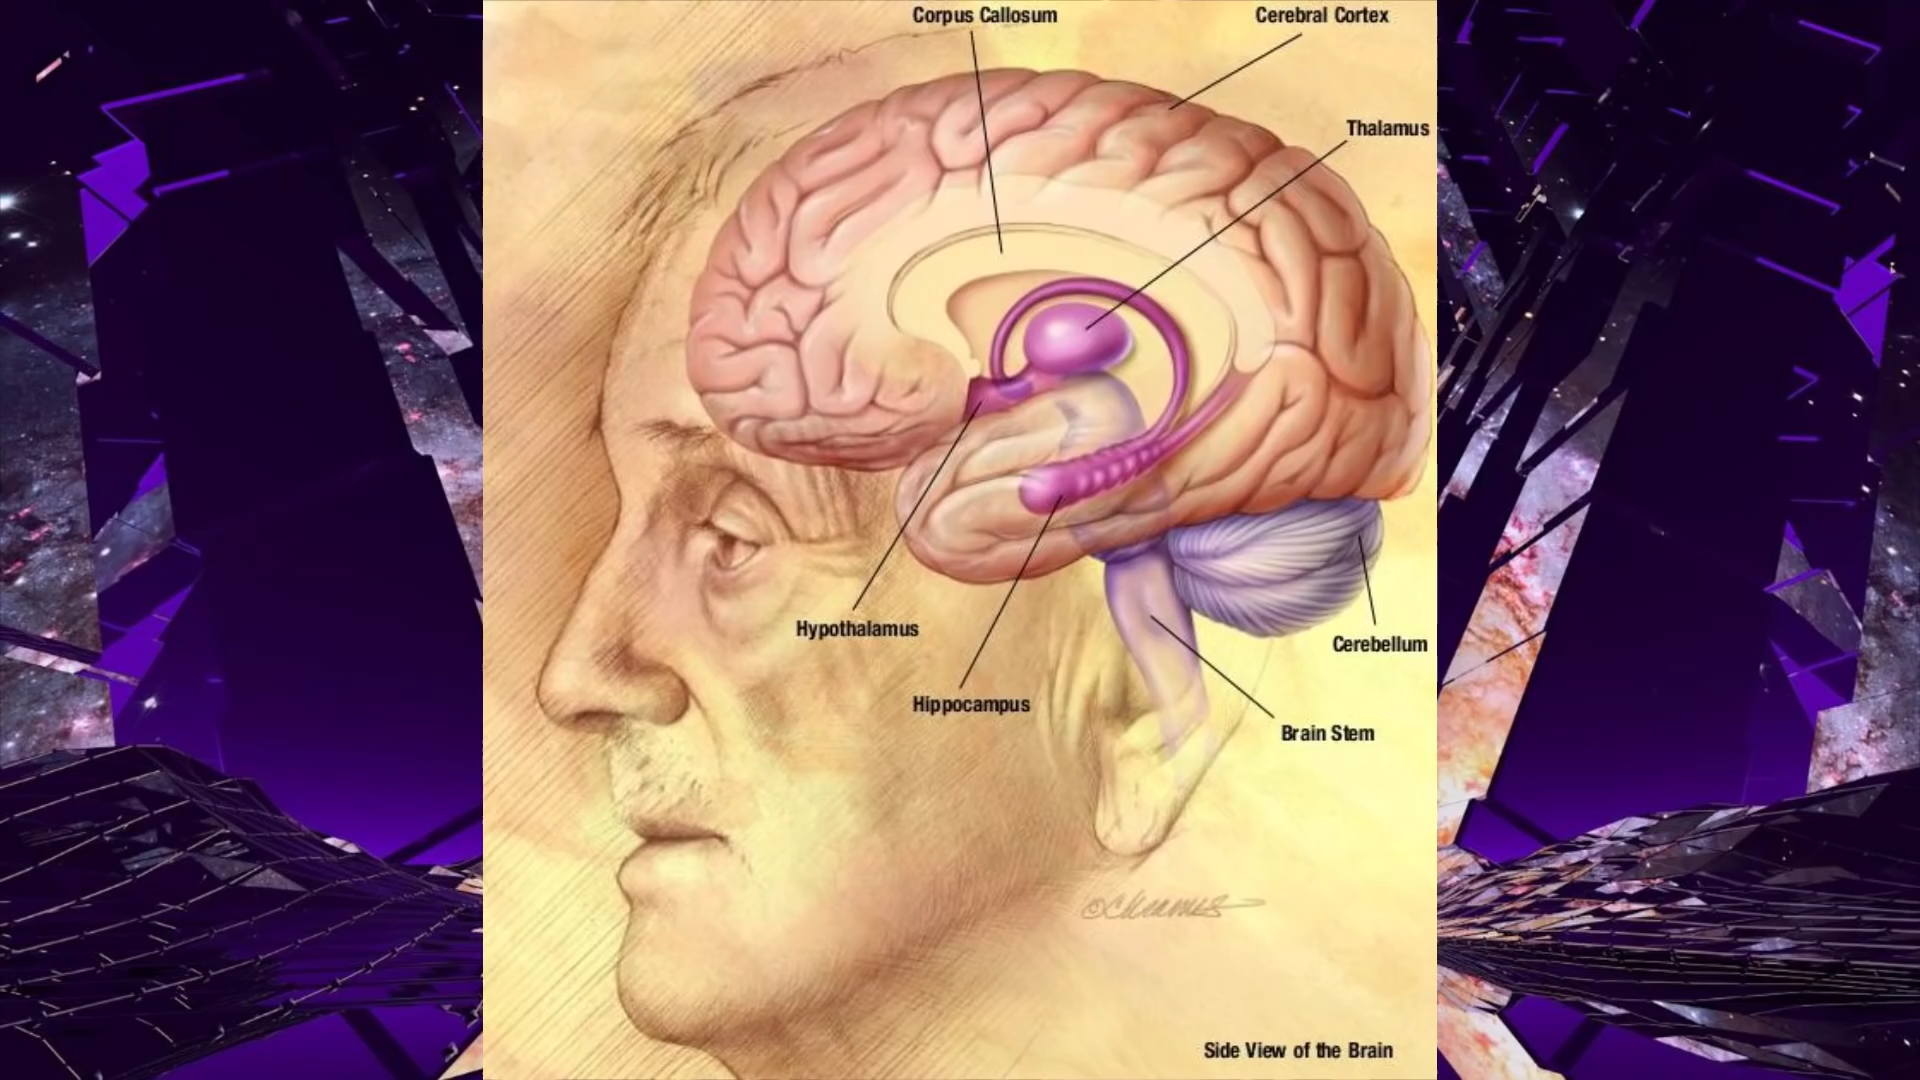 Corpus Callosum
Cerebral Cortex
Thalamus
Hypothalamus
Cerebellum
Hippocampus
Brain Stem
Side View of the Brain